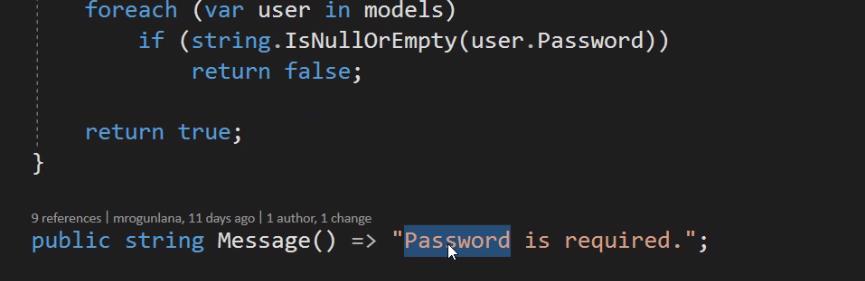 foreach (var user in models)
if (string.IsNullOrEmpty(user.Password))
return false;
return true;
}
9 references | mrogunlana, 11 days ago | 1 author, 1 change
public string Message() => "Password is required.";